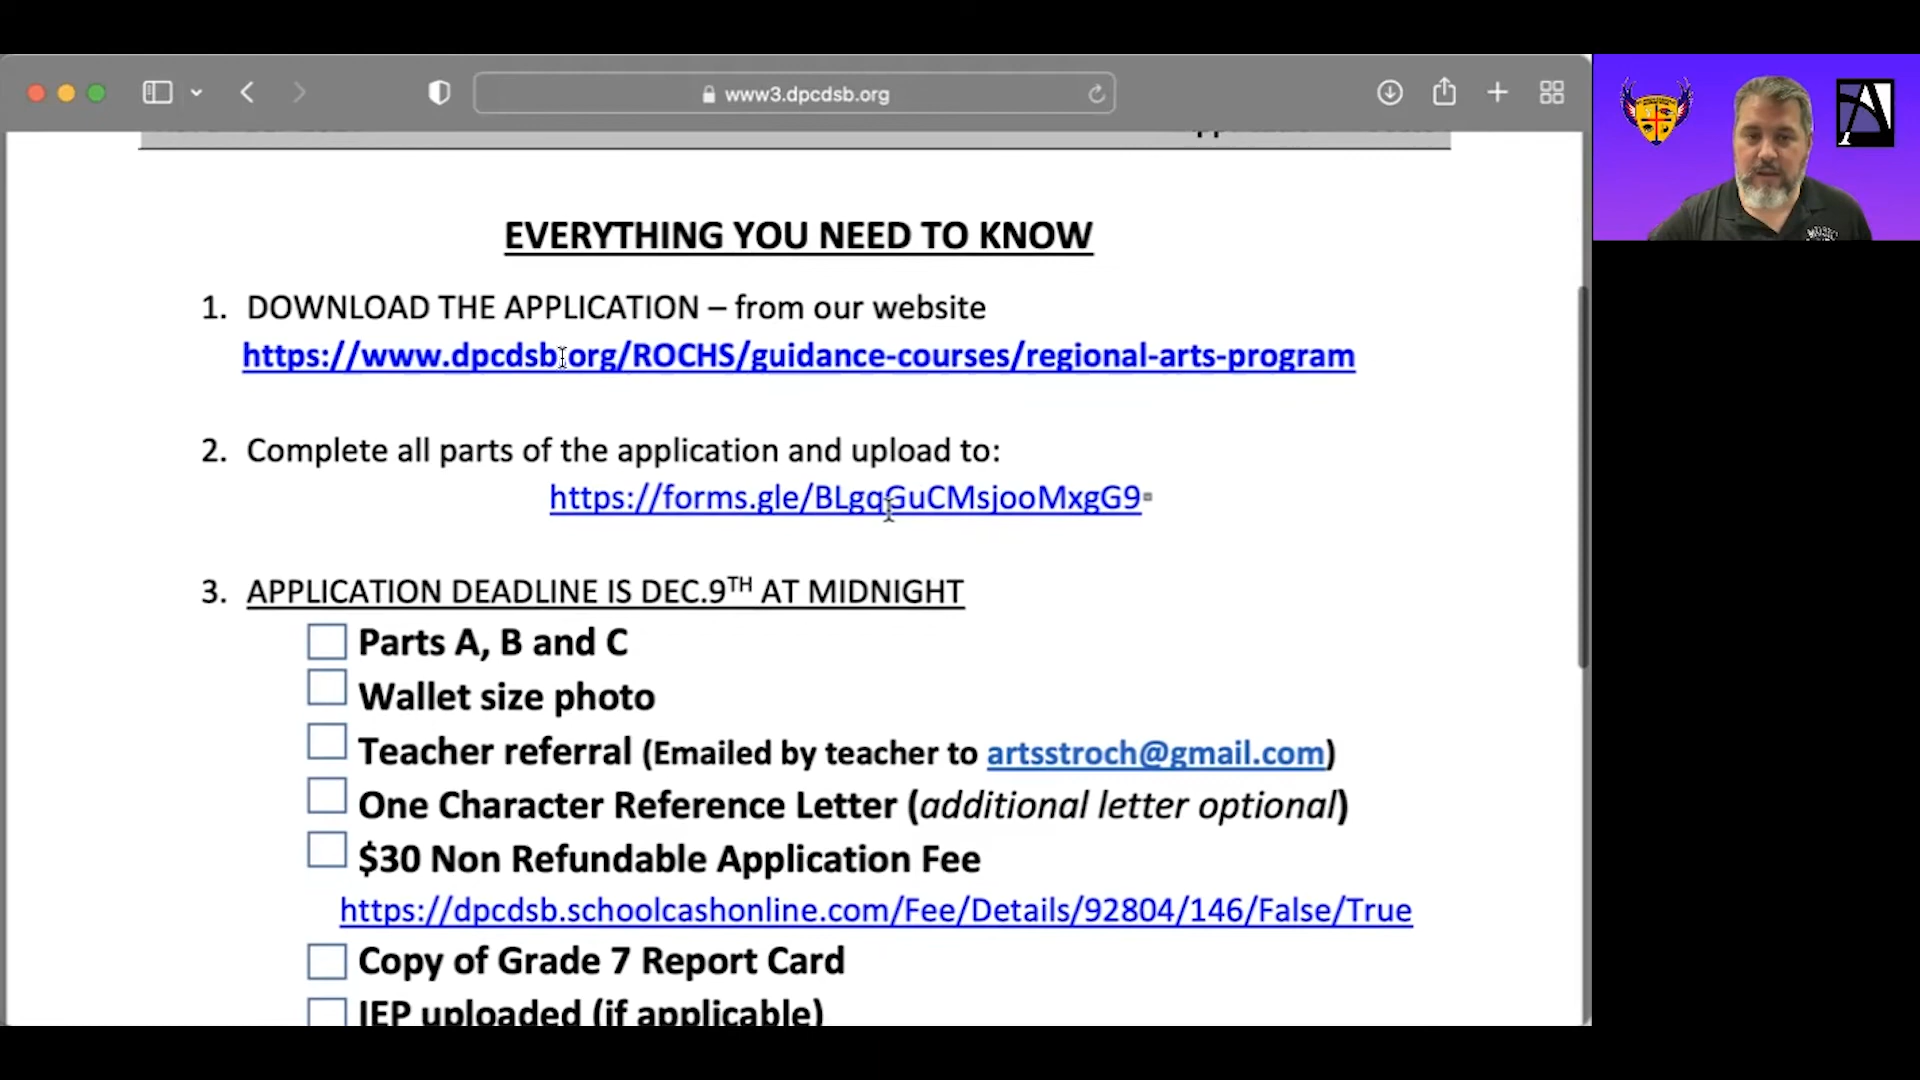 www3.dpcdsb.org
EVERYTHING YOU NEED TO KNOW
1. DOWNLOAD THE APPLICATION – from our website
https://www.dpcdsb.org/ROCHS/guidance-courses/regional-arts-program
2. Complete all parts of the application and upload to:
https://forms.gle/BLgqGuCMsjooMxgG9
3. APPLICATION DEADLINE IS DEC.9TH AT MIDNIGHT
Parts A, B and C
Wallet size photo
Teacher referral (Emailed by teacher to artsstroch@gmail.com)
One Character Reference Letter (additional letter optional)
$30 Non Refundable Application Fee
https://dpcdsb.schoolcashonline.com/Fee/Details/92804/146/False/True
Copy of Grade 7 Report Card
IEP uploaded (if applicable)